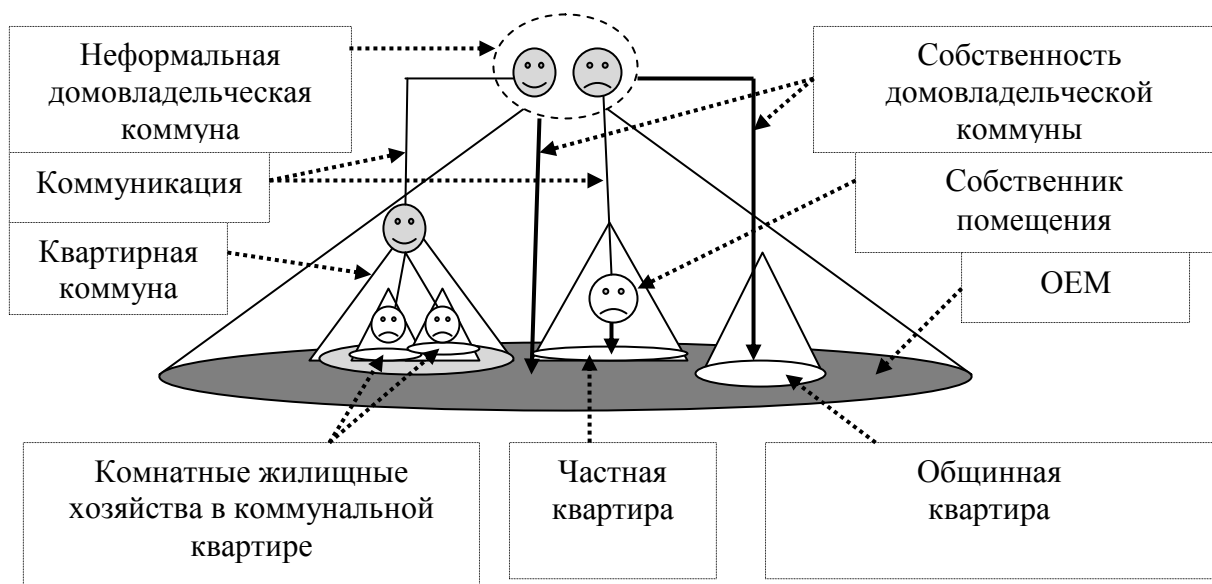 Неформальная
домовладельческая
коммуна
Собственность
домовладельческой
коммуны
Коммуникация
Собственник
помещения
Квартирная
коммуна
ОЕМ
Комнатные жилищные
хозяйства в коммунальной
квартире
Частная
квартира
Общинная
квартира